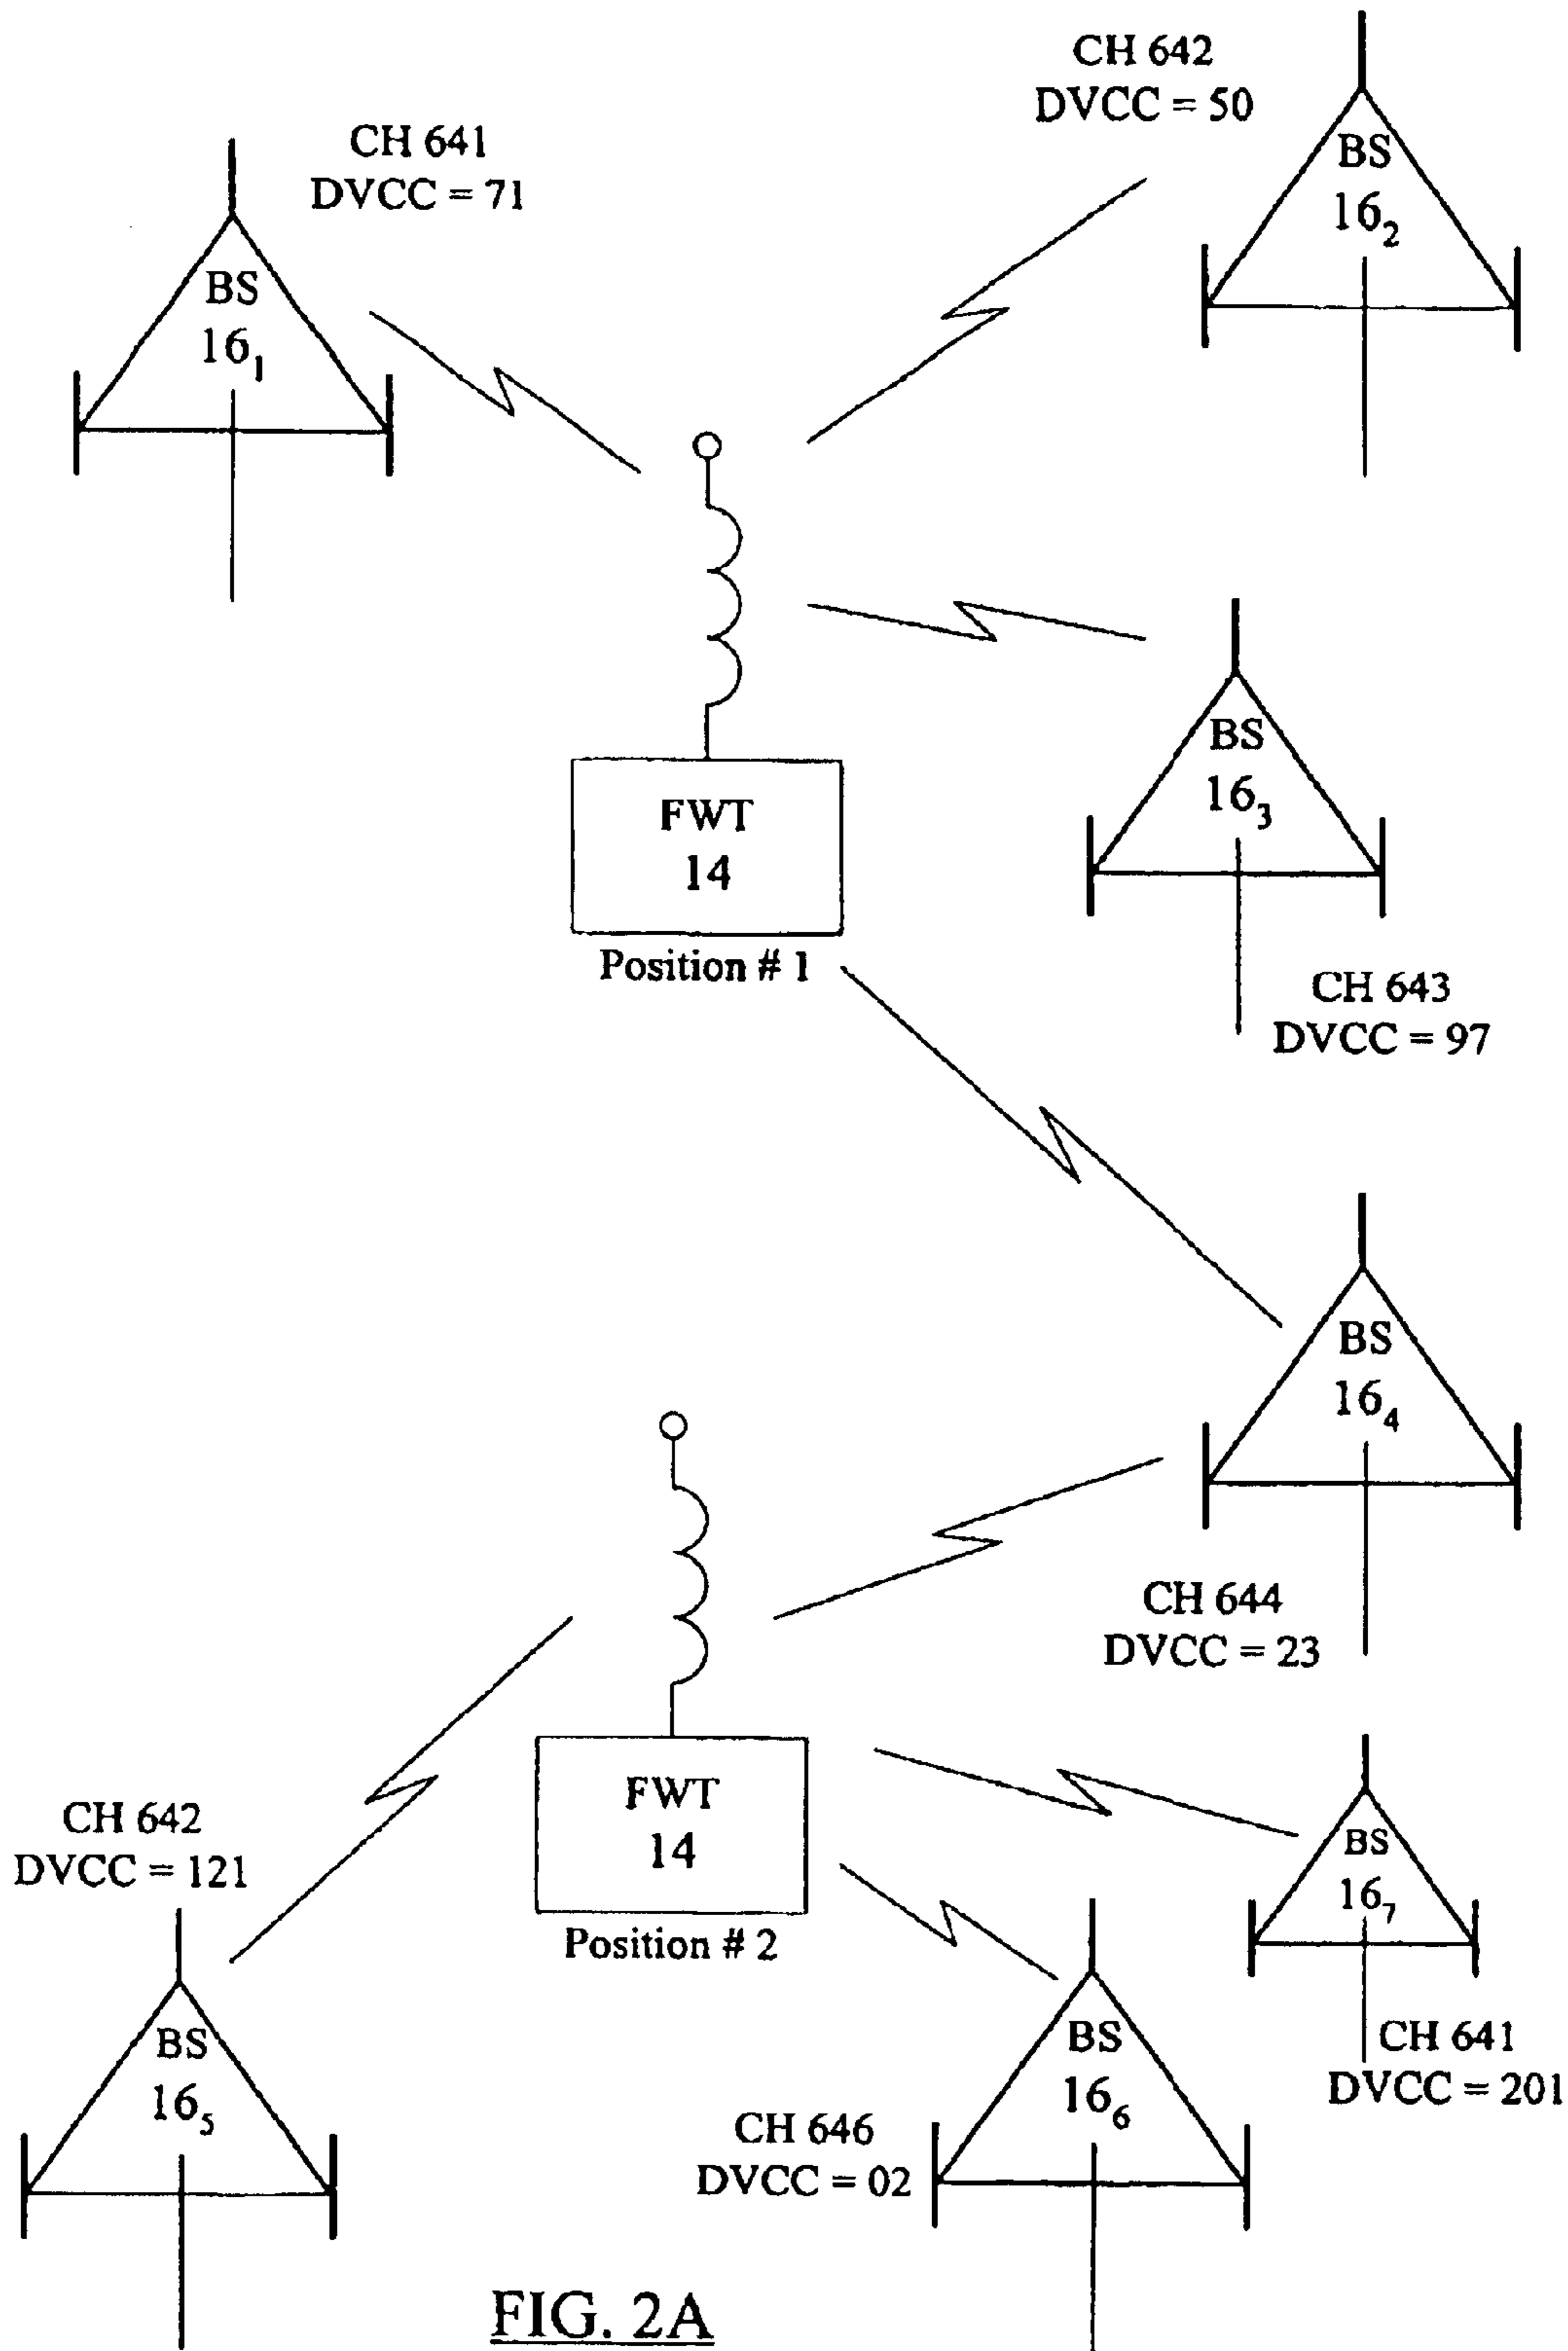 CH 642
DVCC = 50
BS
16₂
CH 641
DVCC = 71
BS
16₁
BS
16₃
FWT
14
Position # 1
CH 643
DVCC = 97
BS
16₄
CH 644
DVCC = 23
FWT
14
Position # 2
CH 642
DVCC = 121
BS
16₇
BS
16₅
BS
16₆
CH 641
DVCC = 201
CH 646
DVCC = 02
FIG. 2A